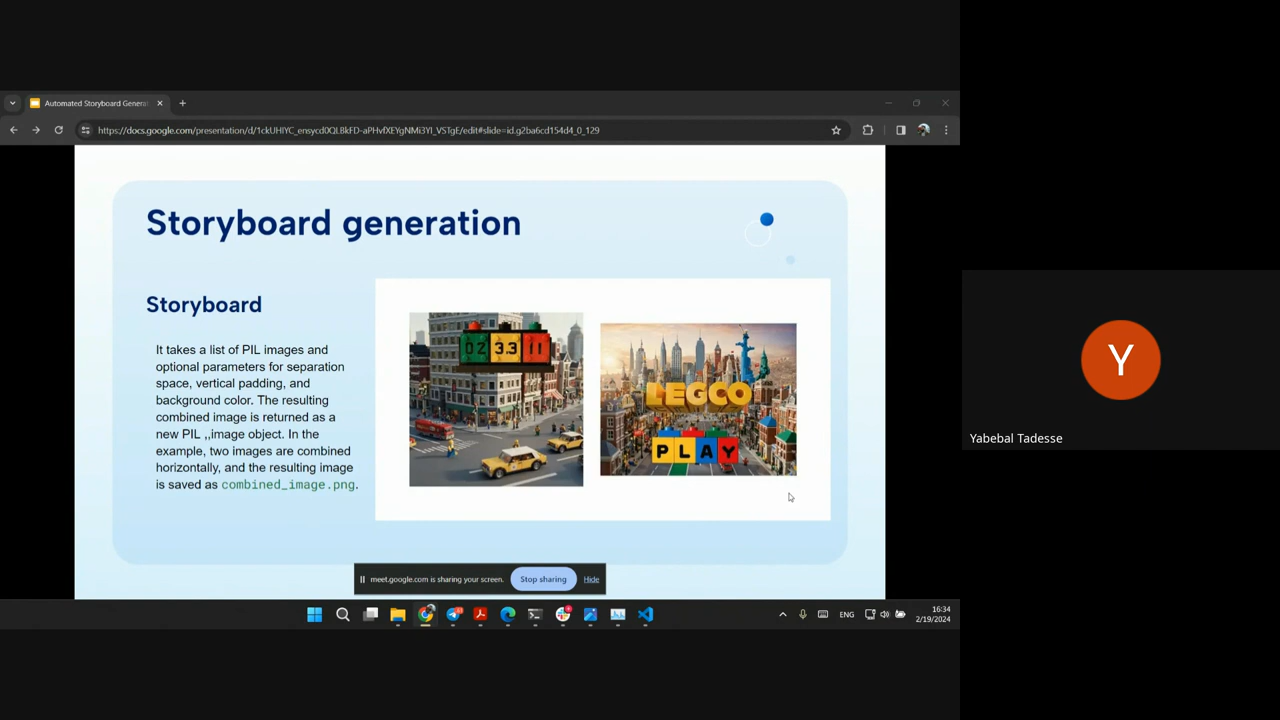 Automated Storyboard Generat
https://docs.google.com/presentation/d/1ckUHIYC_ensycd0QL8kFD-aPHvfXEYgNMi3YI_VSTgE/edit#slide=id.g2ba6cd154d4_0_129
Storyboard generation
Storyboard
It takes a list of PIL images and
optional parameters for separation
space, vertical padding, and
background color. The resulting
combined image is returned as a
new PIL ,,image object. In the
example, two images are combined
horizontally, and the resulting image
is saved as combined_image.png.
02 33 11
LEGCO
PLAY
meet.google.com is sharing your screen. Stop sharing Hide
ENG
16:34
2/19/2024
Y
Yabebal Tadesse